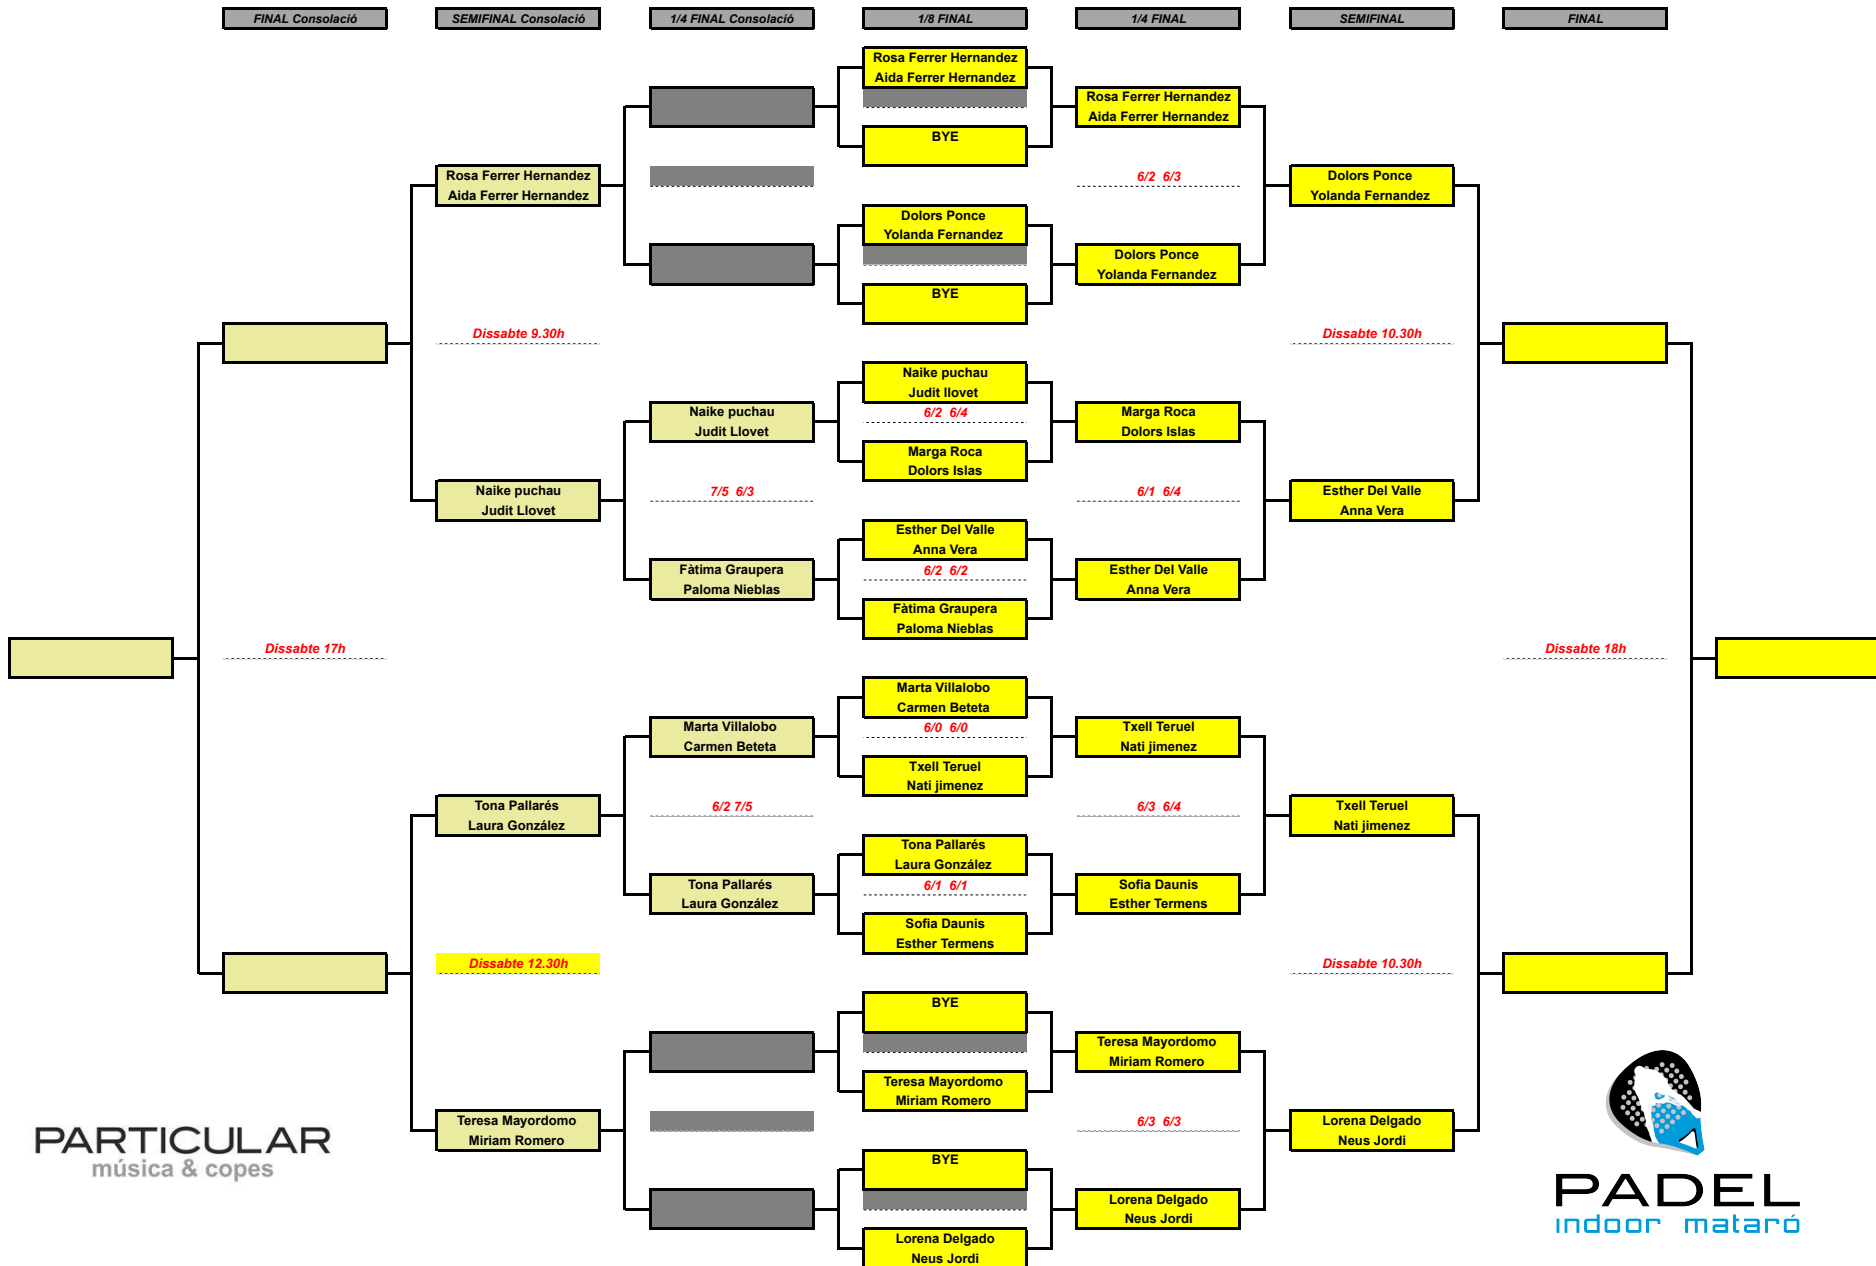 FINAL Consolació
SEMIFINAL Consolació
1/4 FINAL Consolació
1/8 FINAL
1/4 FINAL
SEMIFINAL
FINAL
Rosa Ferrer Hernandez
Aida Ferrer Hernandez
Rosa Ferrer Hernandez
Aida Ferrer Hernandez
BYE
Rosa Ferrer Hernandez
Aida Ferrer Hernandez
6/2 6/3
Dolors Ponce
Yolanda Fernandez
Dolors Ponce
Yolanda Fernandez
Dolors Ponce
Yolanda Fernandez
BYE
Dissabte 9.30h
Dissabte 10.30h
Naike puchau
Judit llovet
Naike puchau
Judit Llovet
6/2 6/4
Marga Roca
Dolors Islas
Marga Roca
Dolors Islas
Naike puchau
Judit Llovet
7/5 6/3
6/1 6/4
Esther Del Valle
Anna Vera
Esther Del Valle
Anna Vera
Fàtima Graupera
Paloma Nieblas
6/2 6/2
Esther Del Valle
Anna Vera
Fàtima Graupera
Paloma Nieblas
Dissabte 17h
Dissabte 18h
Marta Villalobo
Carmen Beteta
Marta Villalobo
Carmen Beteta
6/0 6/0
Txell Teruel
Nati jimenez
Txell Teruel
Nati jimenez
Tona Pallarés
Laura González
6/2 7/5
6/3 6/4
Txell Teruel
Nati jimenez
Tona Pallarés
Laura González
Tona Pallarés
Laura González
6/1 6/1
Sofia Daunis
Esther Termens
Sofia Daunis
Esther Termens
Dissabte 12.30h
Dissabte 10.30h
BYE
Teresa Mayordomo
Miriam Romero
Teresa Mayordomo
Miriam Romero
Teresa Mayordomo
Miriam Romero
6/3 6/3
Lorena Delgado
Neus Jordi
BYE
Lorena Delgado
Neus Jordi
Lorena Delgado
Neus Jordi
PARTICULAR
música & copes
PADEL
indoor mataró